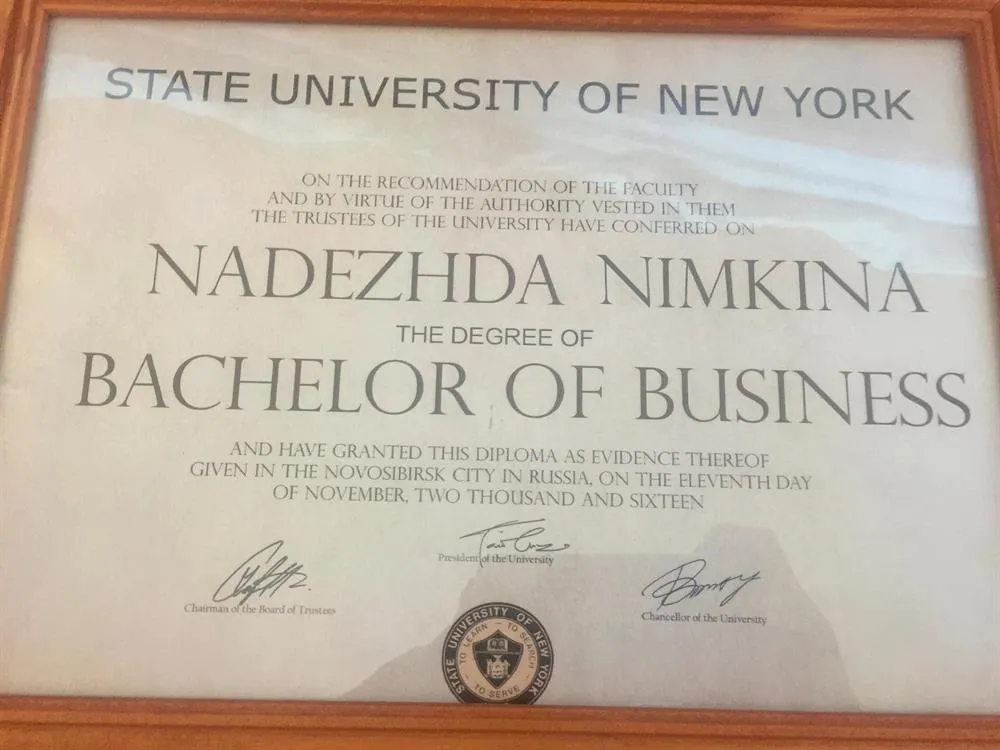 STATE UNIVERSITY OF NEW YORK
ON THE RECOMMENDATION OF THE FACULTY
AND BY VIRTUE OF THE AUTHORITY VESTED IN THEM
THE TRUSTEES OF THE UNIVERSITY HAVE CONFERRED ON
NADEZHDA NIMKINA
THE DEGREE OF
BACHELOR OF BUSINESS
AND HAVE GRANTED THIS DIPLOMA AS EVIDENCE THEREOF
GIVEN IN THE NOVOSIBIRSK CITY IN RUSSIA, ON THE ELEVENTH DAY
OF NOVEMBER, TWO THOUSAND AND SIXTEEN
President of the University
Chairman of the Board of Trustees
Chancellor of the University
STATE UNIVERSITY OF NEW YORK
TO LEARN - TO SEARCH
- TO SERVE -